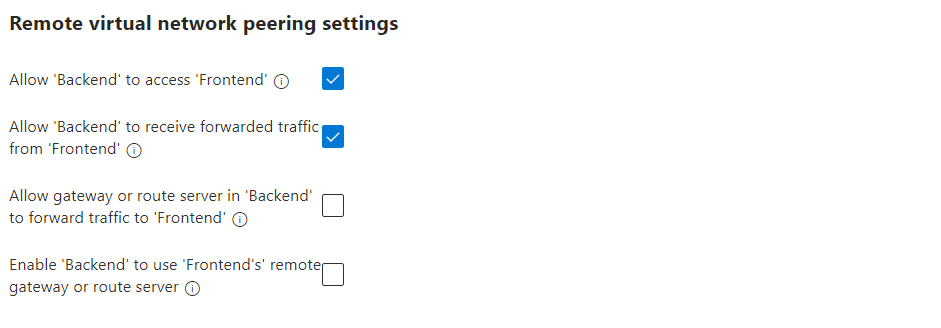 Remote virtual network peering settings
Allow 'Backend' to access 'Frontend'
Allow 'Backend' to receive forwarded traffic
from 'Frontend'
Allow gateway or route server in 'Backend'
to forward traffic to 'Frontend'
Enable 'Backend' to use 'Frontend's' remote
gateway or route server